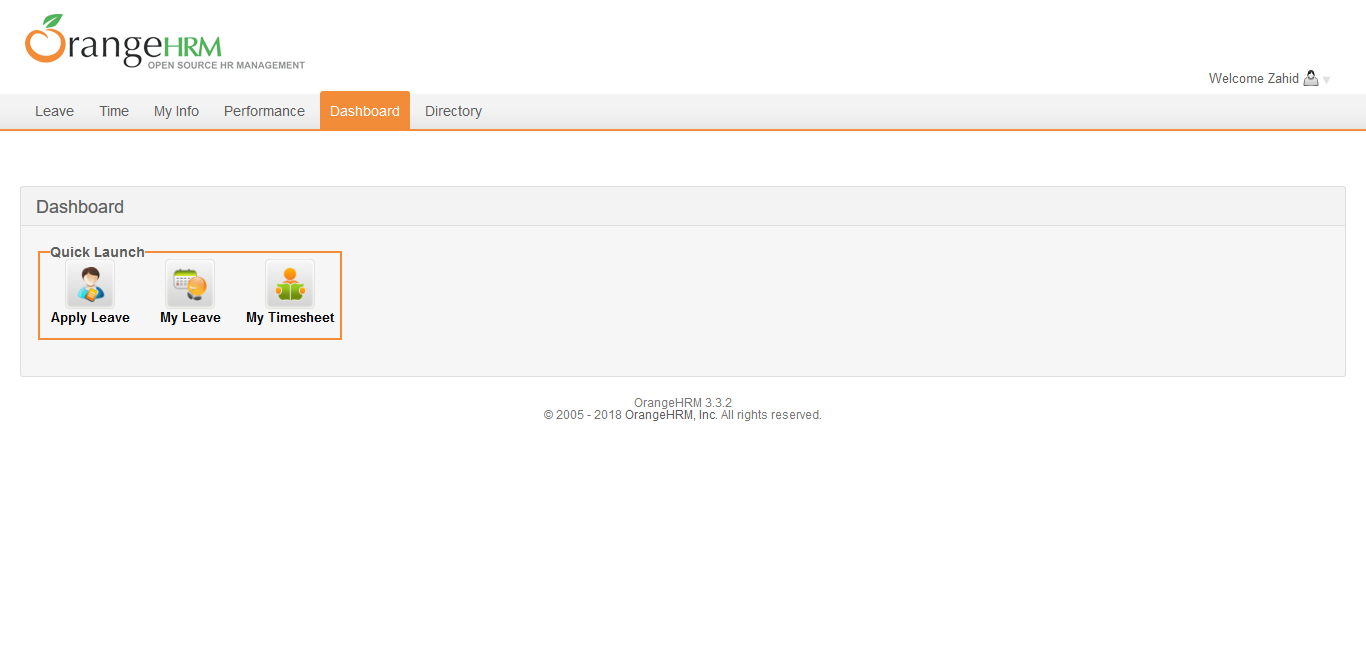 OrangeHRM
OPEN SOURCE HR MANAGEMENT
Welcome Zahid
Leave Time My Info Performance Dashboard Directory
Dashboard
Quick Launch
Apply Leave My Leave My Timesheet
OrangeHRM 3.3.2
© 2005 - 2018 OrangeHRM, Inc. All rights reserved.